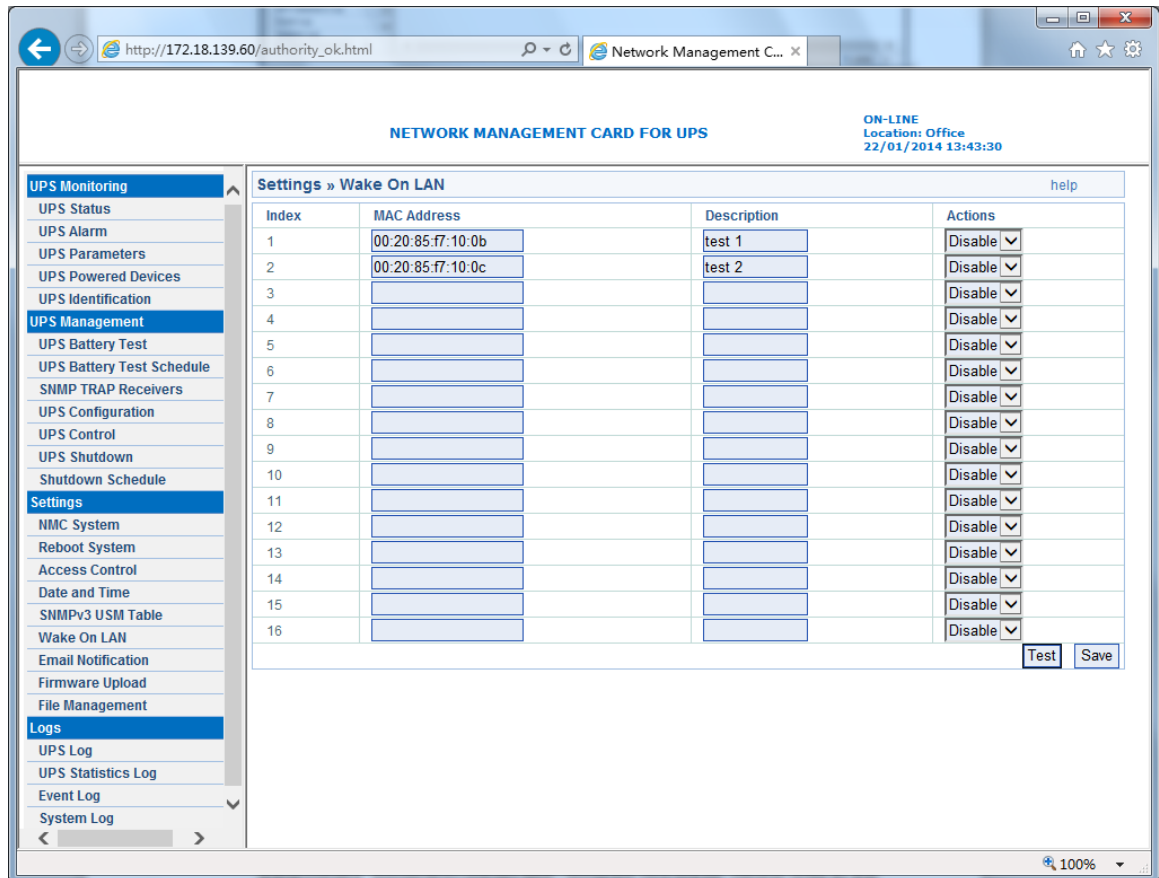 http://172.18.139.60/authority_ok.html
Network Management C...
NETWORK MANAGEMENT CARD FOR UPS
ON-LINE
Location: Office
22/01/2014 13:43:30
UPS Monitoring
UPS Status
UPS Alarm
UPS Parameters
UPS Powered Devices
UPS Identification
UPS Management
UPS Battery Test
UPS Battery Test Schedule
SNMP TRAP Receivers
UPS Configuration
UPS Control
UPS Shutdown
Shutdown Schedule
Settings
NMC System
Reboot System
Access Control
Date and Time
SNMPv3 USM Table
Wake On LAN
Email Notification
Firmware Upload
File Management
Logs
UPS Log
UPS Statistics Log
Event Log
System Log
Settings » Wake On LAN help
Index MAC Address Description Actions
1 00:20:85:f7:10:0b test 1 Disable
2 00:20:85:f7:10:0c test 2 Disable
3 Disable
4 Disable
5 Disable
6 Disable
7 Disable
8 Disable
9 Disable
10 Disable
11 Disable
12 Disable
13 Disable
14 Disable
15 Disable
16 Disable
Test Save
100%